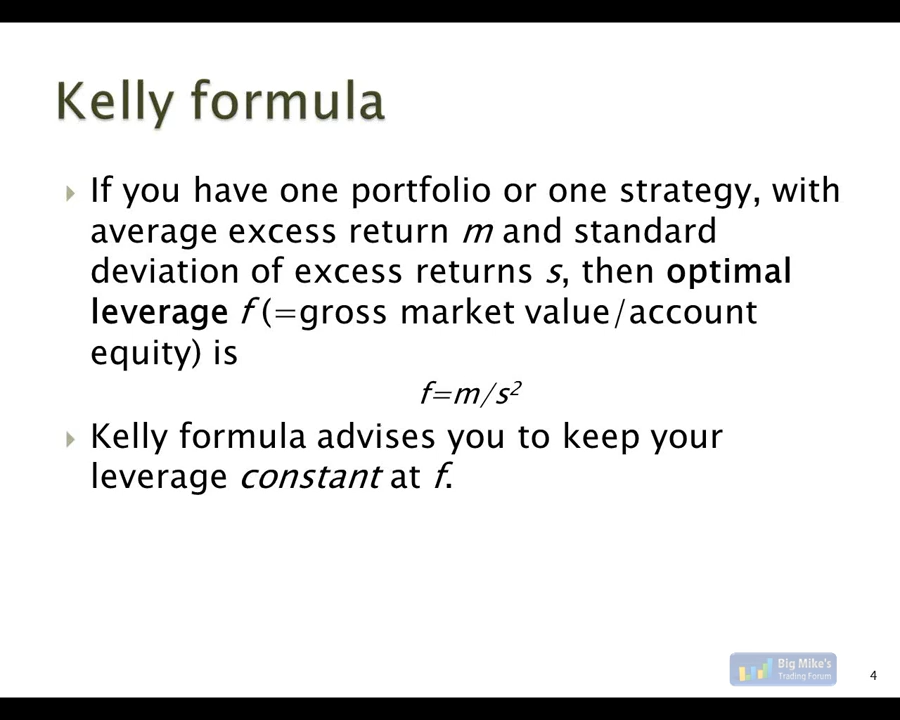 Kelly formula
If you have one portfolio or one strategy, with
average excess return m and standard
deviation of excess returns s, then optimal
leverage f (=gross market value/account
equity) is
f=m/s²
Kelly formula advises you to keep your
leverage constant at f.
Big Mike's
Trading Forum
4